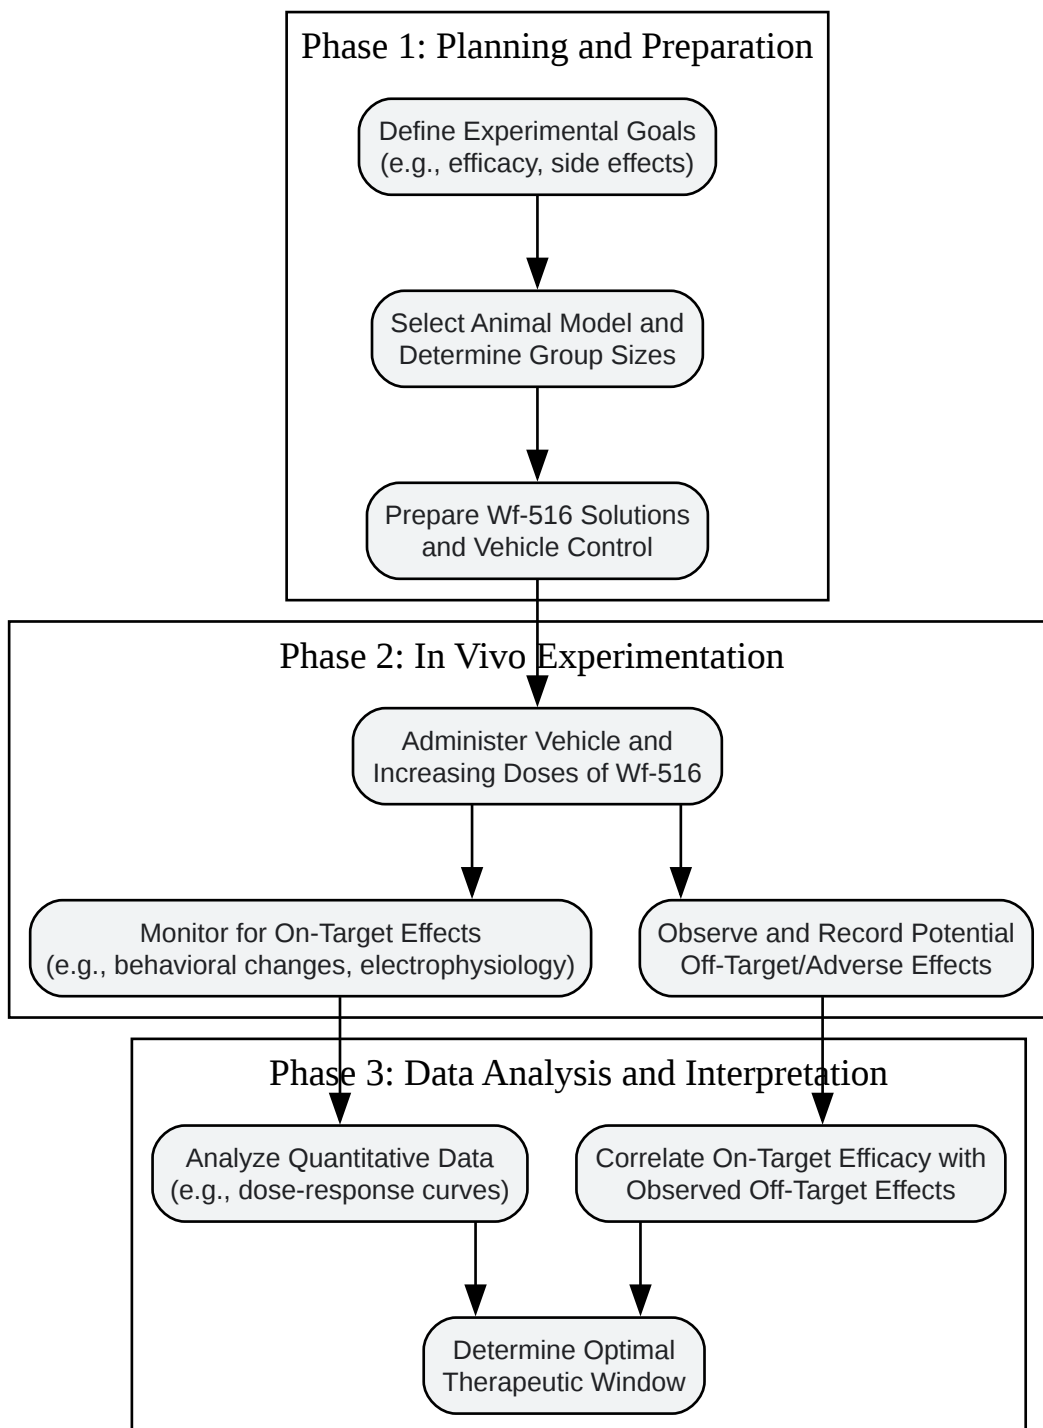 Phase 1: Planning and Preparation
Define Experimental Goals
(e.g., efficacy, side effects)
Select Animal Model and
Determine Group Sizes
Prepare Wf-516 Solutions
and Vehicle Control
Phase 2: In Vivo Experimentation
Administer Vehicle and
Increasing Doses of Wf-516
Monitor for On-Target Effects
(e.g., behavioral changes, electrophysiology)
Observe and Record Potential
Off-Target/Adverse Effects
Phase 3: Data Analysis and Interpretation
Analyze Quantitative Data
(e.g., dose-response curves)
Correlate On-Target Efficacy with
Observed Off-Target Effects
Determine Optimal
Therapeutic Window